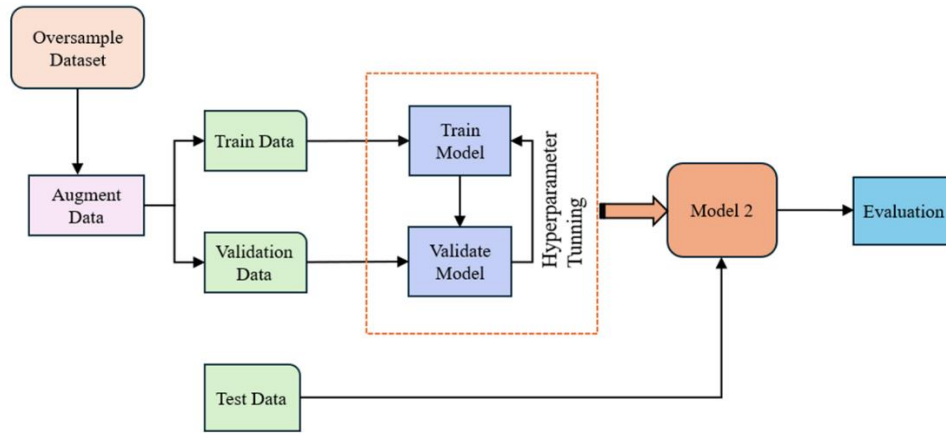 Oversample
Dataset
Augment
Data
Train Data
Validation
Data
Test Data
Train
Model
Validate
Model
Hyperparameter
Tunning
Model 2
Evaluation